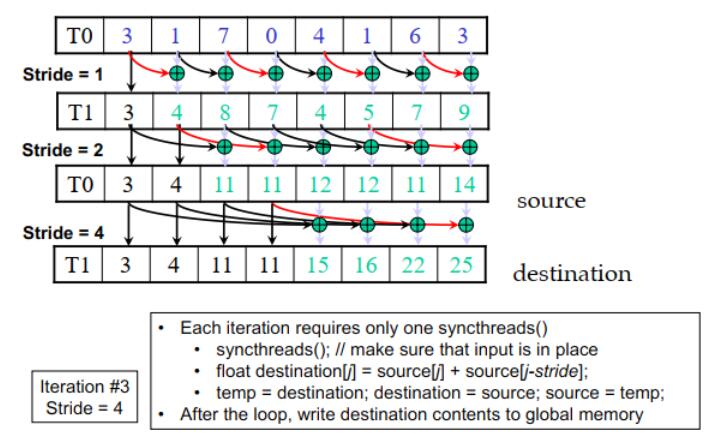 T0 3 1 7 0 4 1 6 3
Stride = 1
T1 3 4 8 7 4 5 7 9
Stride = 2
T0 3 4 11 11 12 12 11 14
source
Stride = 4
T1 3 4 11 11 15 16 22 25
destination
Iteration #3
Stride = 4
• Each iteration requires only one syncthreads()
• syncthreads(); // make sure that input is in place
• float destination[j] = source[j] + source[j-stride];
• temp = destination; destination = source; source = temp;
• After the loop, write destination contents to global memory